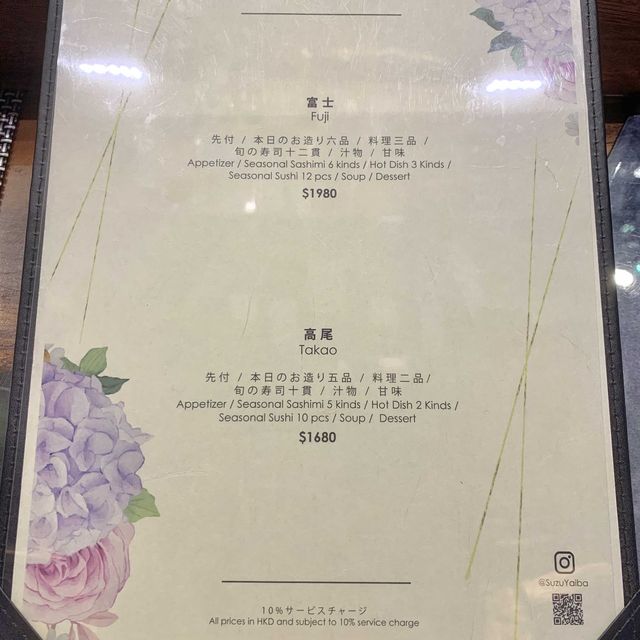 富士
Fuji
先付 / 本日のお造り六品 / 料理三品 /
旬の寿司十二貫 / 汁物 / 甘味
Appetizer / Seasonal Sashimi 6 kinds / Hot Dish 3 Kinds /
Seasonal Sushi 12 pcs / Soup / Dessert
$1980
高尾
Takao
先付 / 本日のお造り五品 / 料理二品/
旬の寿司十貫 / 汁物 / 甘味
Appetizer / Seasonal Sashimi 5 kinds / Hot Dish 2 Kinds /
Seasonal Sushi 10 pcs / Soup / Dessert
$1680
@SuzuYaiba
10%サービスチャージ
All prices in HKD and subject to 10% service charge